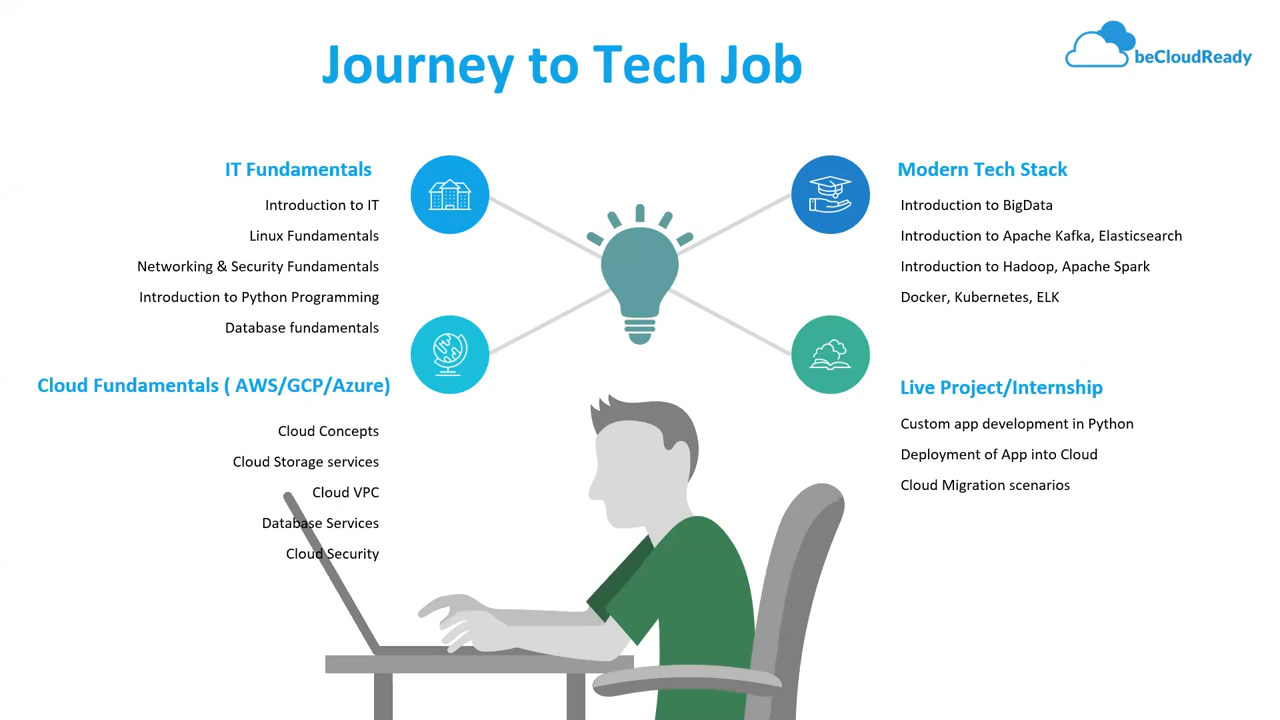 Journey to Tech Job
beCloudReady
IT Fundamentals
Introduction to IT
Linux Fundamentals
Networking & Security Fundamentals
Introduction to Python Programming
Database fundamentals
Cloud Fundamentals ( AWS/GCP/Azure)
Cloud Concepts
Cloud Storage services
Cloud VPC
Database Services
Cloud Security
Modern Tech Stack
Introduction to BigData
Introduction to Apache Kafka, Elasticsearch
Introduction to Hadoop, Apache Spark
Docker, Kubernetes, ELK
Live Project/Internship
Custom app development in Python
Deployment of App into Cloud
Cloud Migration scenarios